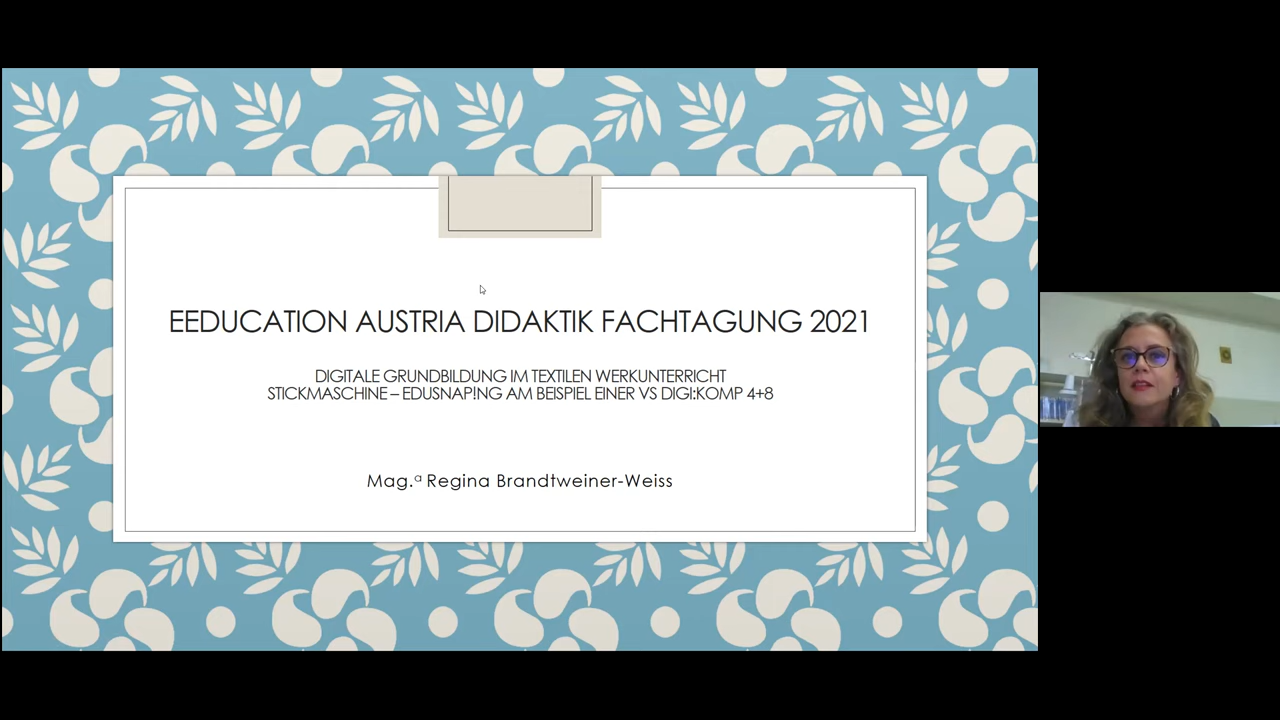 EEDUCATION AUSTRIA DIDAKTIK FACHTAGUNG 2021
DIGITALE GRUNDBILDUNG IM TEXTILEN WERKUNTERRICHT
STICKMASCHINE – EDUSNAP!NG AM BEISPIEL EINER VS DIGI:KOMP 4+8
Mag.ª Regina Brandtweiner-Weiss